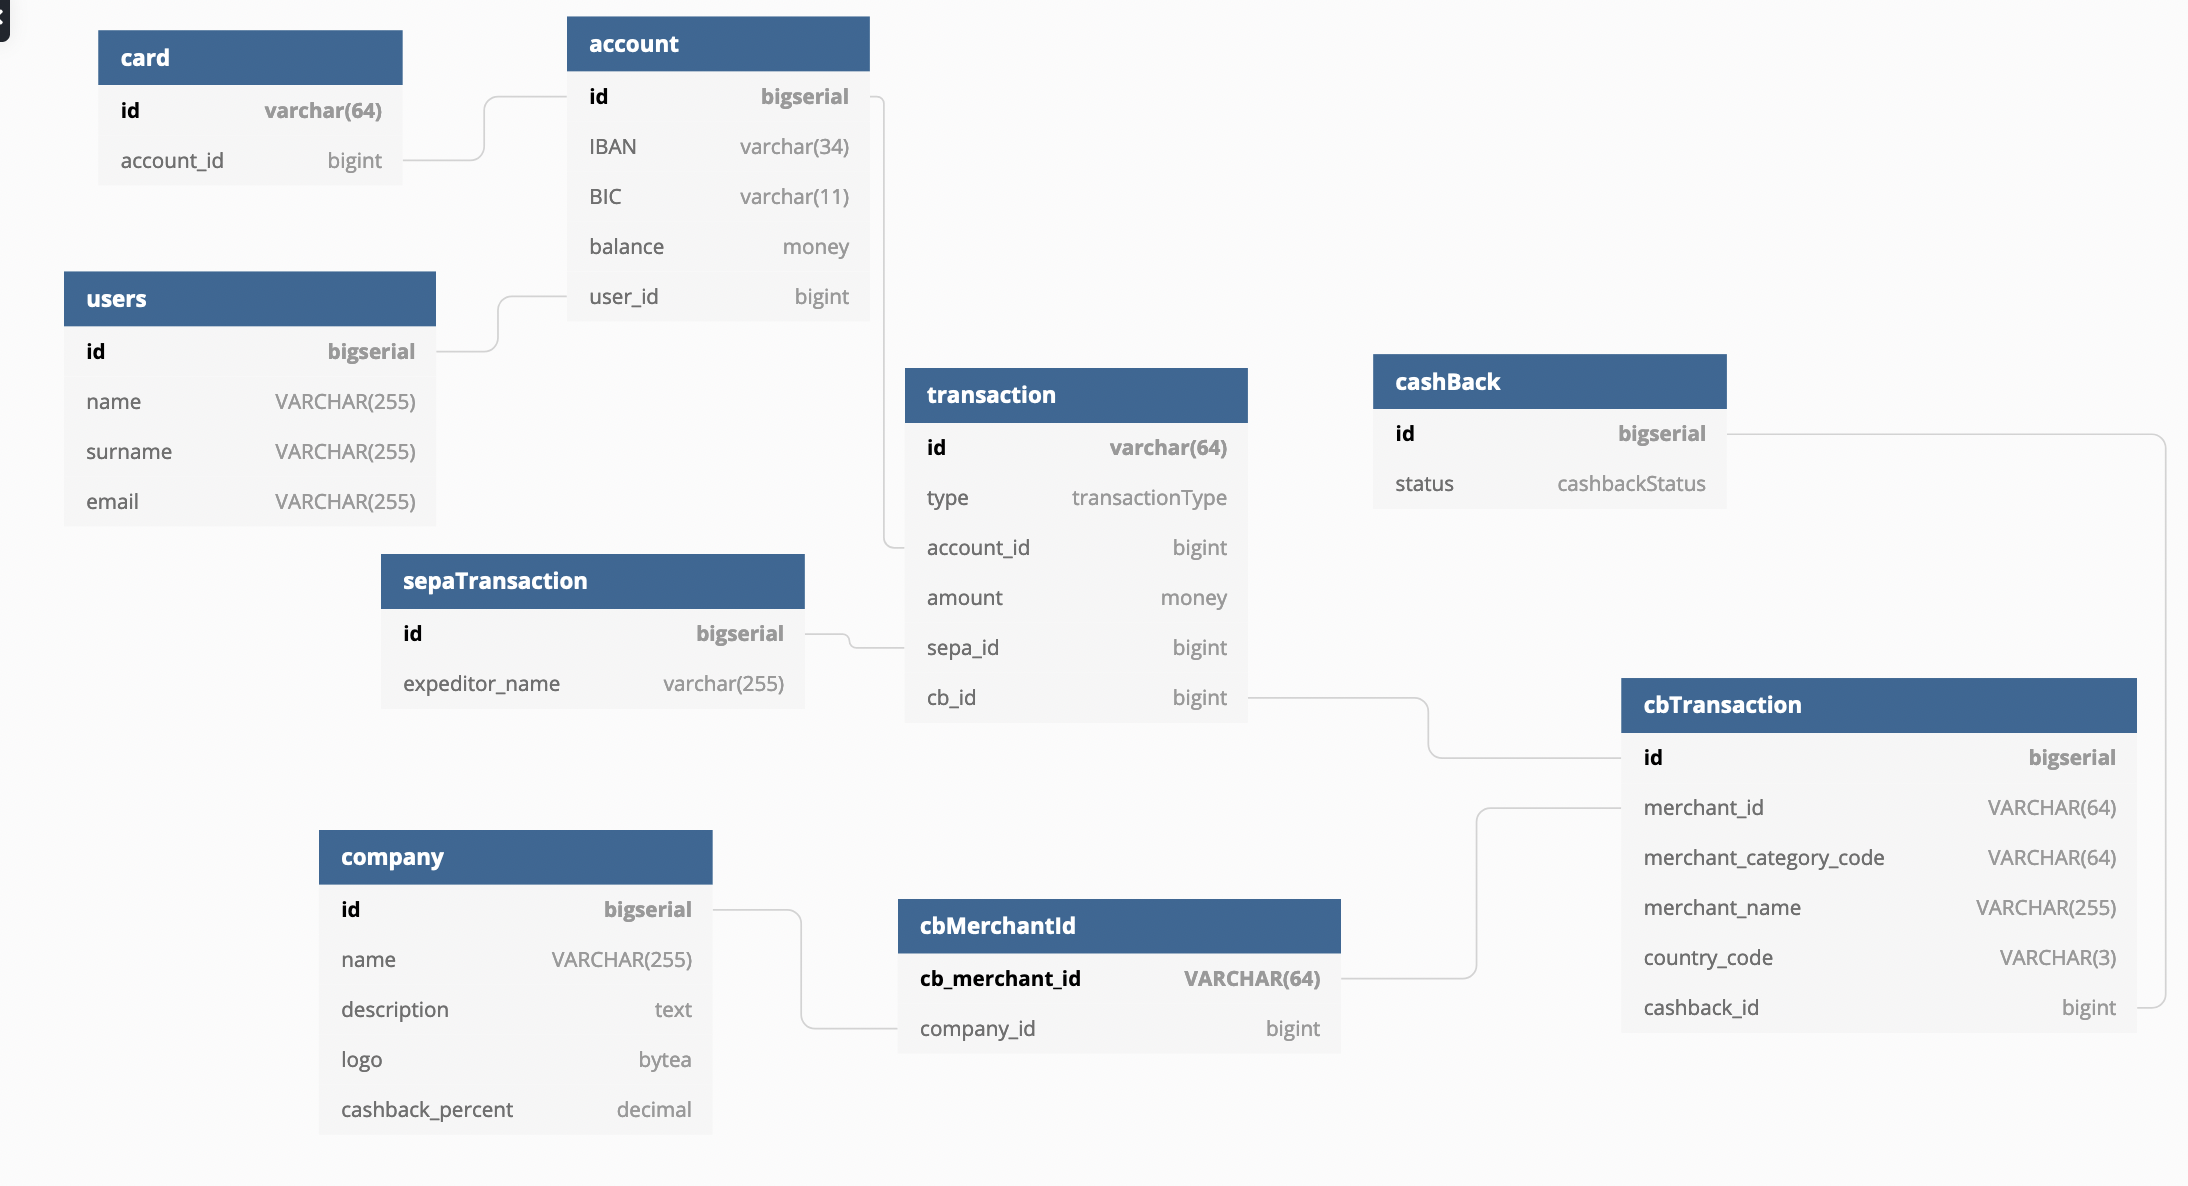 card
id varchar(64)
account_id bigint
account
id bigserial
IBAN varchar(34)
BIC varchar(11)
balance money
user_id bigint
users
id bigserial
name VARCHAR(255)
surname VARCHAR(255)
email VARCHAR(255)
transaction
id varchar(64)
type transactionType
account_id bigint
amount money
sepa_id bigint
cb_id bigint
cashBack
id bigserial
status cashbackStatus
sepaTransaction
id bigserial
expeditor_name varchar(255)
cbTransaction
id bigserial
merchant_id VARCHAR(64)
merchant_category_code VARCHAR(64)
merchant_name VARCHAR(255)
country_code VARCHAR(3)
cashback_id bigint
company
id bigserial
name VARCHAR(255)
description text
logo bytea
cashback_percent decimal
cbMerchantId
cb_merchant_id VARCHAR(64)
company_id bigint